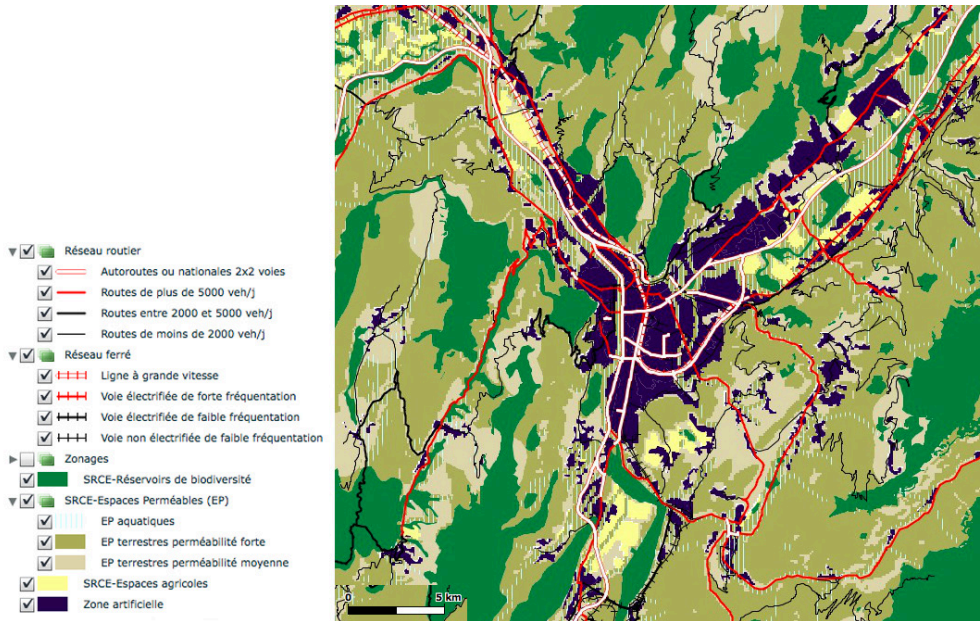 Réseau routier
Autoroutes ou nationales 2x2 voies
Routes de plus de 5000 veh/j
Routes entre 2000 et 5000 veh/j
Routes de moins de 2000 veh/j
Réseau ferré
Ligne à grande vitesse
Voie électrifiée de forte fréquentation
Voie électrifiée de faible fréquentation
Voie non électrifiée de faible fréquentation
Zonages
SRCE-Réservoirs de biodiversité
SRCE-Espaces Perméables (EP)
EP aquatiques
EP terrestres perméabilité forte
EP terrestres perméabilité moyenne
SRCE-Espaces agricoles
Zone artificielle
0 5 km